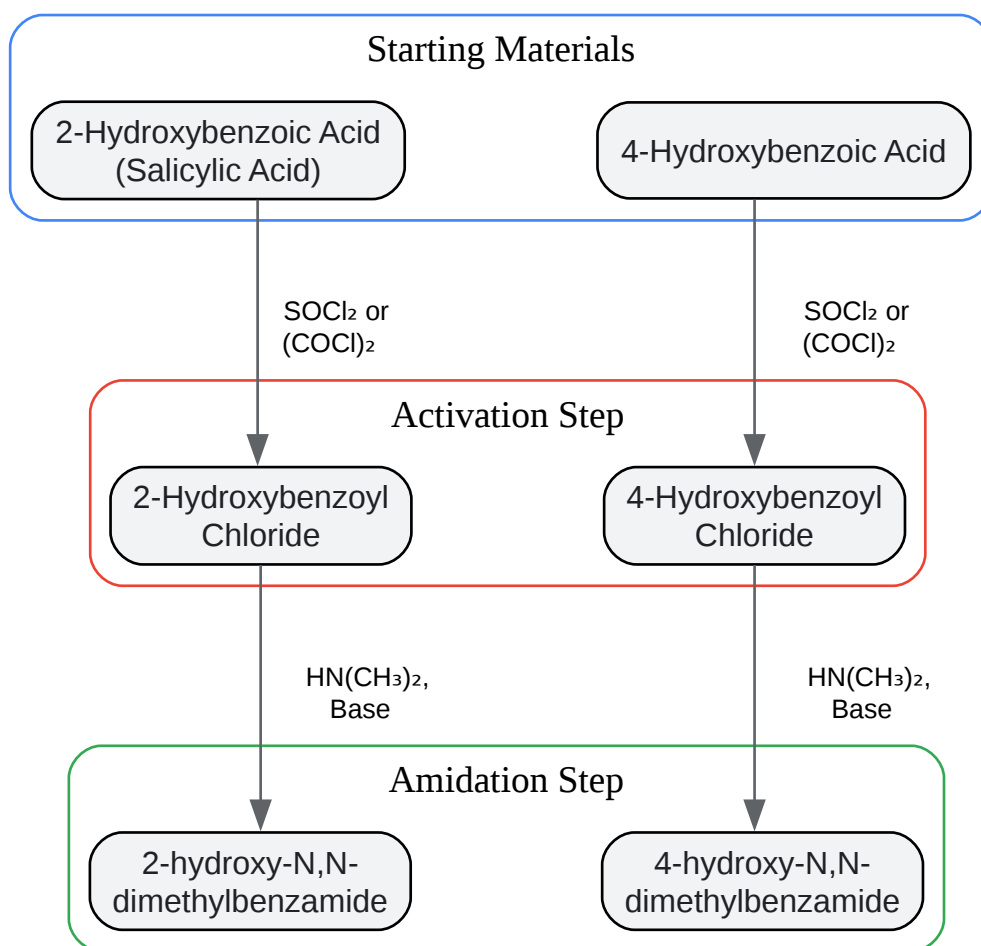 Starting Materials
2-Hydroxybenzoic Acid
(Salicylic Acid)
4-Hydroxybenzoic Acid
SOCl₂ or
(COCl)₂
SOCl₂ or
(COCl)₂
Activation Step
2-Hydroxybenzoyl
Chloride
4-Hydroxybenzoyl
Chloride
HN(CH₃)₂,
Base
HN(CH₃)₂,
Base
Amidation Step
2-hydroxy-N,N-
dimethylbenzamide
4-hydroxy-N,N-
dimethylbenzamide